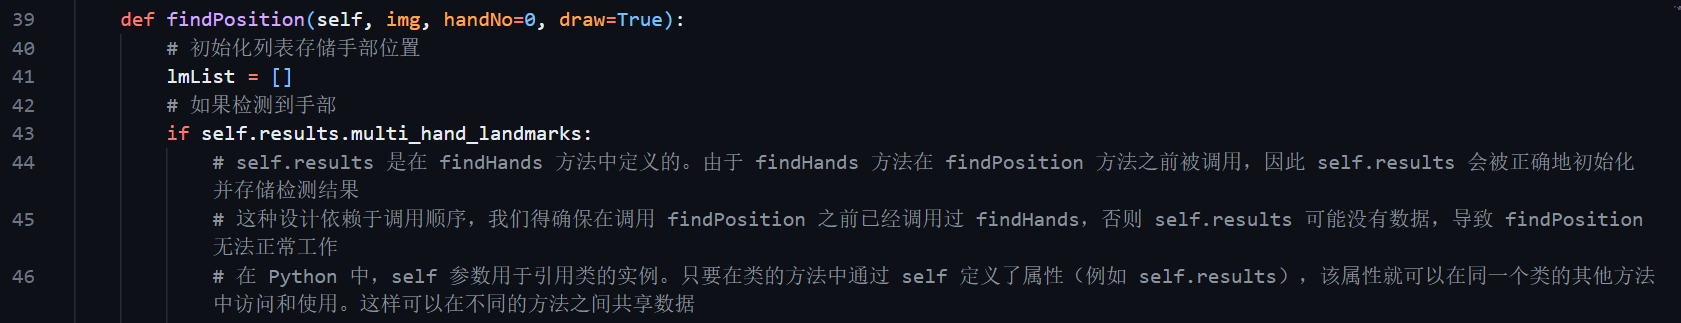 39 def findPosition(self, img, handNo=0, draw=True):
40 # 初始化列表存储手部位置
41 lmList = []
42 # 如果检测到手部
43 if self.results.multi_hand_landmarks:
44 # self.results 是在 findHands 方法中定义的。由于 findHands 方法在 findPosition 方法之前被调用，因此 self.results 会被正确地初始化
并存储检测结果
45 # 这种设计依赖于调用顺序，我们得确保在调用 findPosition 之前已经调用过 findHands，否则 self.results 可能没有数据，导致 findPosition
无法正常工作
46 # 在 Python 中，self 参数用于引用类的实例。只要在类的方法中通过 self 定义了属性（例如 self.results），该属性就可以在同一个类的其他方法
中访问和使用。这样可以在不同的方法之间共享数据